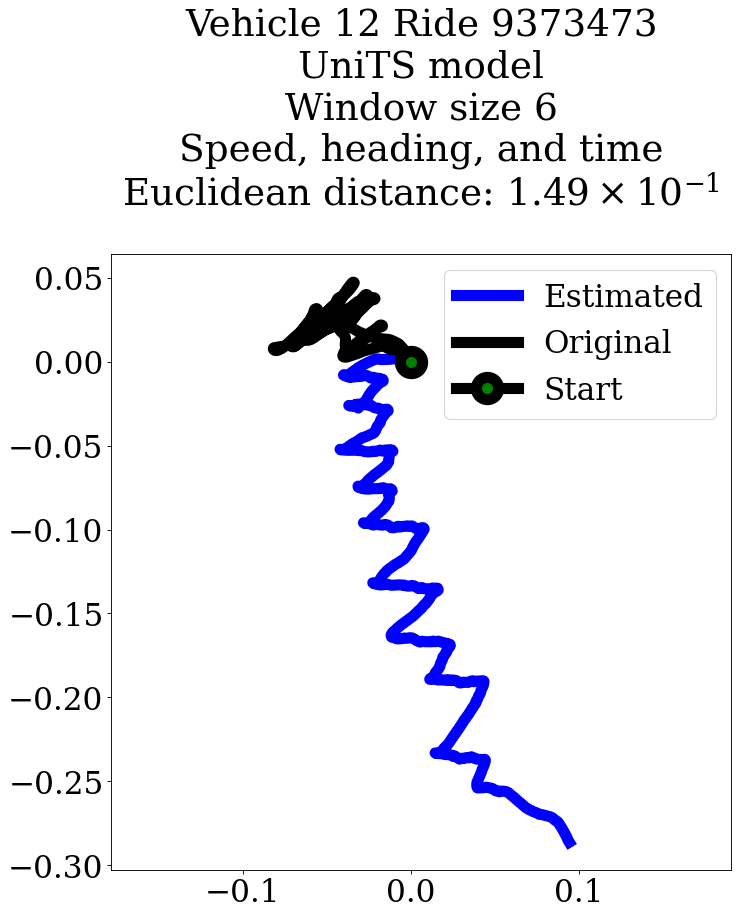 Vehicle 12 Ride 9373473
UniTS model
Window size 6
Speed, heading, and time
Euclidean distance: 1.49 × 10⁻¹
Estimated
Original
Start
0.05
0.00
−0.05
−0.10
−0.15
−0.20
−0.25
−0.30
−0.1 0.0 0.1